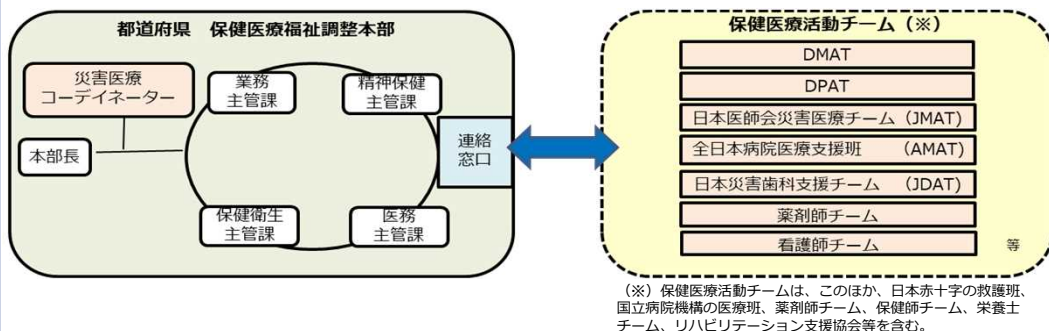 都道府県　保健医療福祉調整本部
災害医療
コーデイネーター
本部長
業務
主管課
精神保健
主管課
保健衛生
主管課
医務
主管課
連絡
窓口
保健医療活動チーム（※）
DMAT
DPAT
日本医師会災害医療チーム（JMAT)
全日本病院医療支援班　　（AMAT)
日本災害歯科支援チーム　（JDAT)
薬剤師チーム
看護師チーム
等
（※）保健医療活動チームは、このほか、日本赤十字の救護班、
国立病院機構の医療班、薬剤師チーム、保健師チーム、栄養士
チーム、リハビリテーション支援協会等を含む。